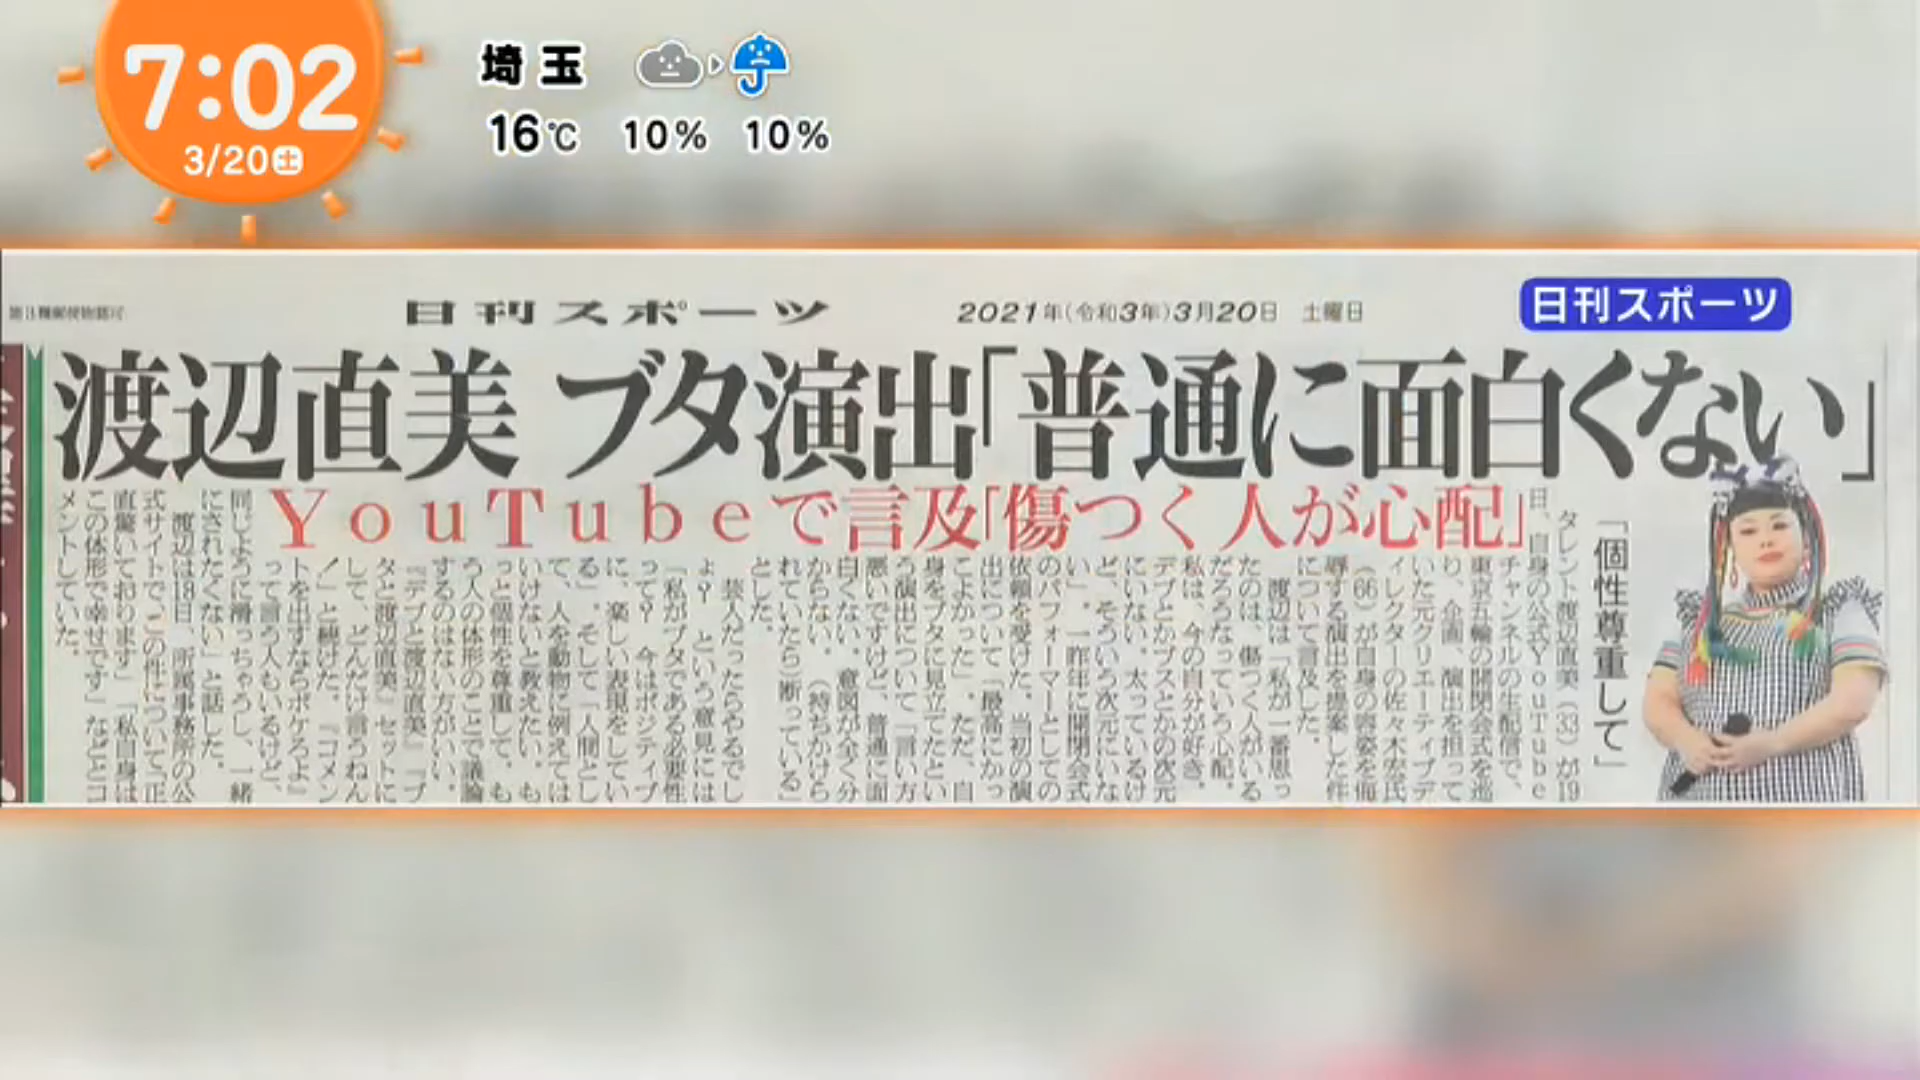 7:02
3/20土
埼玉
16℃ 10% 10%
日刊スポーツ
2021年(令和3年)3月20日 土曜日
日刊スポーツ
渡辺直美 ブタ演出「普通に面白くない」
YouTubeで言及「傷つく人が心配」
「個性尊重して」
タレント渡辺直美(33)が19
日、自身の公式YouTube
チャンネルの生配信で、
東京五輪の開閉会式を巡
り、企画、演出を担って
いた元クリエーティブデ
ィレクターの佐々木宏氏
(66)が自身の容姿を侮
辱する演出を提案した件
について言及した。
渡辺は「私が一番思っ
たのは、傷つく人がいる
だろうなっていう心配。
私は、今の自分が好き。
デブとかブスとかの次元
にいない。太っているけ
ど、そういう次元にいな
い」。一昨年に開閉会式
のパフォーマーとしての
依頼を受けた。当初の演
出について「最高にかっ
こよかった」。ただ、自
身をブタに見立てたとい
う演出について「言い方
悪いですけど、普通に面
白くない。意図が全く分
からない。(持ちかけら
れていたら)断っている」
とした。
芸人だったらやるでし
ょ?　という意見には
「私がブタである必要性
って?　今はポジティブ
に、楽しい表現をしてい
る」。そして「人間とし
て、人を動物に例えては
いけないと教えたい。も
っと個性を尊重して、も
う人の体形のことで議論
するのはない方がいい。
『デブと渡辺直美』『ブ
タと渡辺直美』セットに
して、どんだけ言うねん
!」と続けた。『コメン
トを出すならボケろよ』
って言う人もいるけど、
同じように滑っちゃうし、一緒
にされたくない」と話した。
渡辺は18日、所属事務所の公
式サイトで「この件について「正
直驚いております」「私自身は
この体形で幸せです」などとコ
メントしていた。